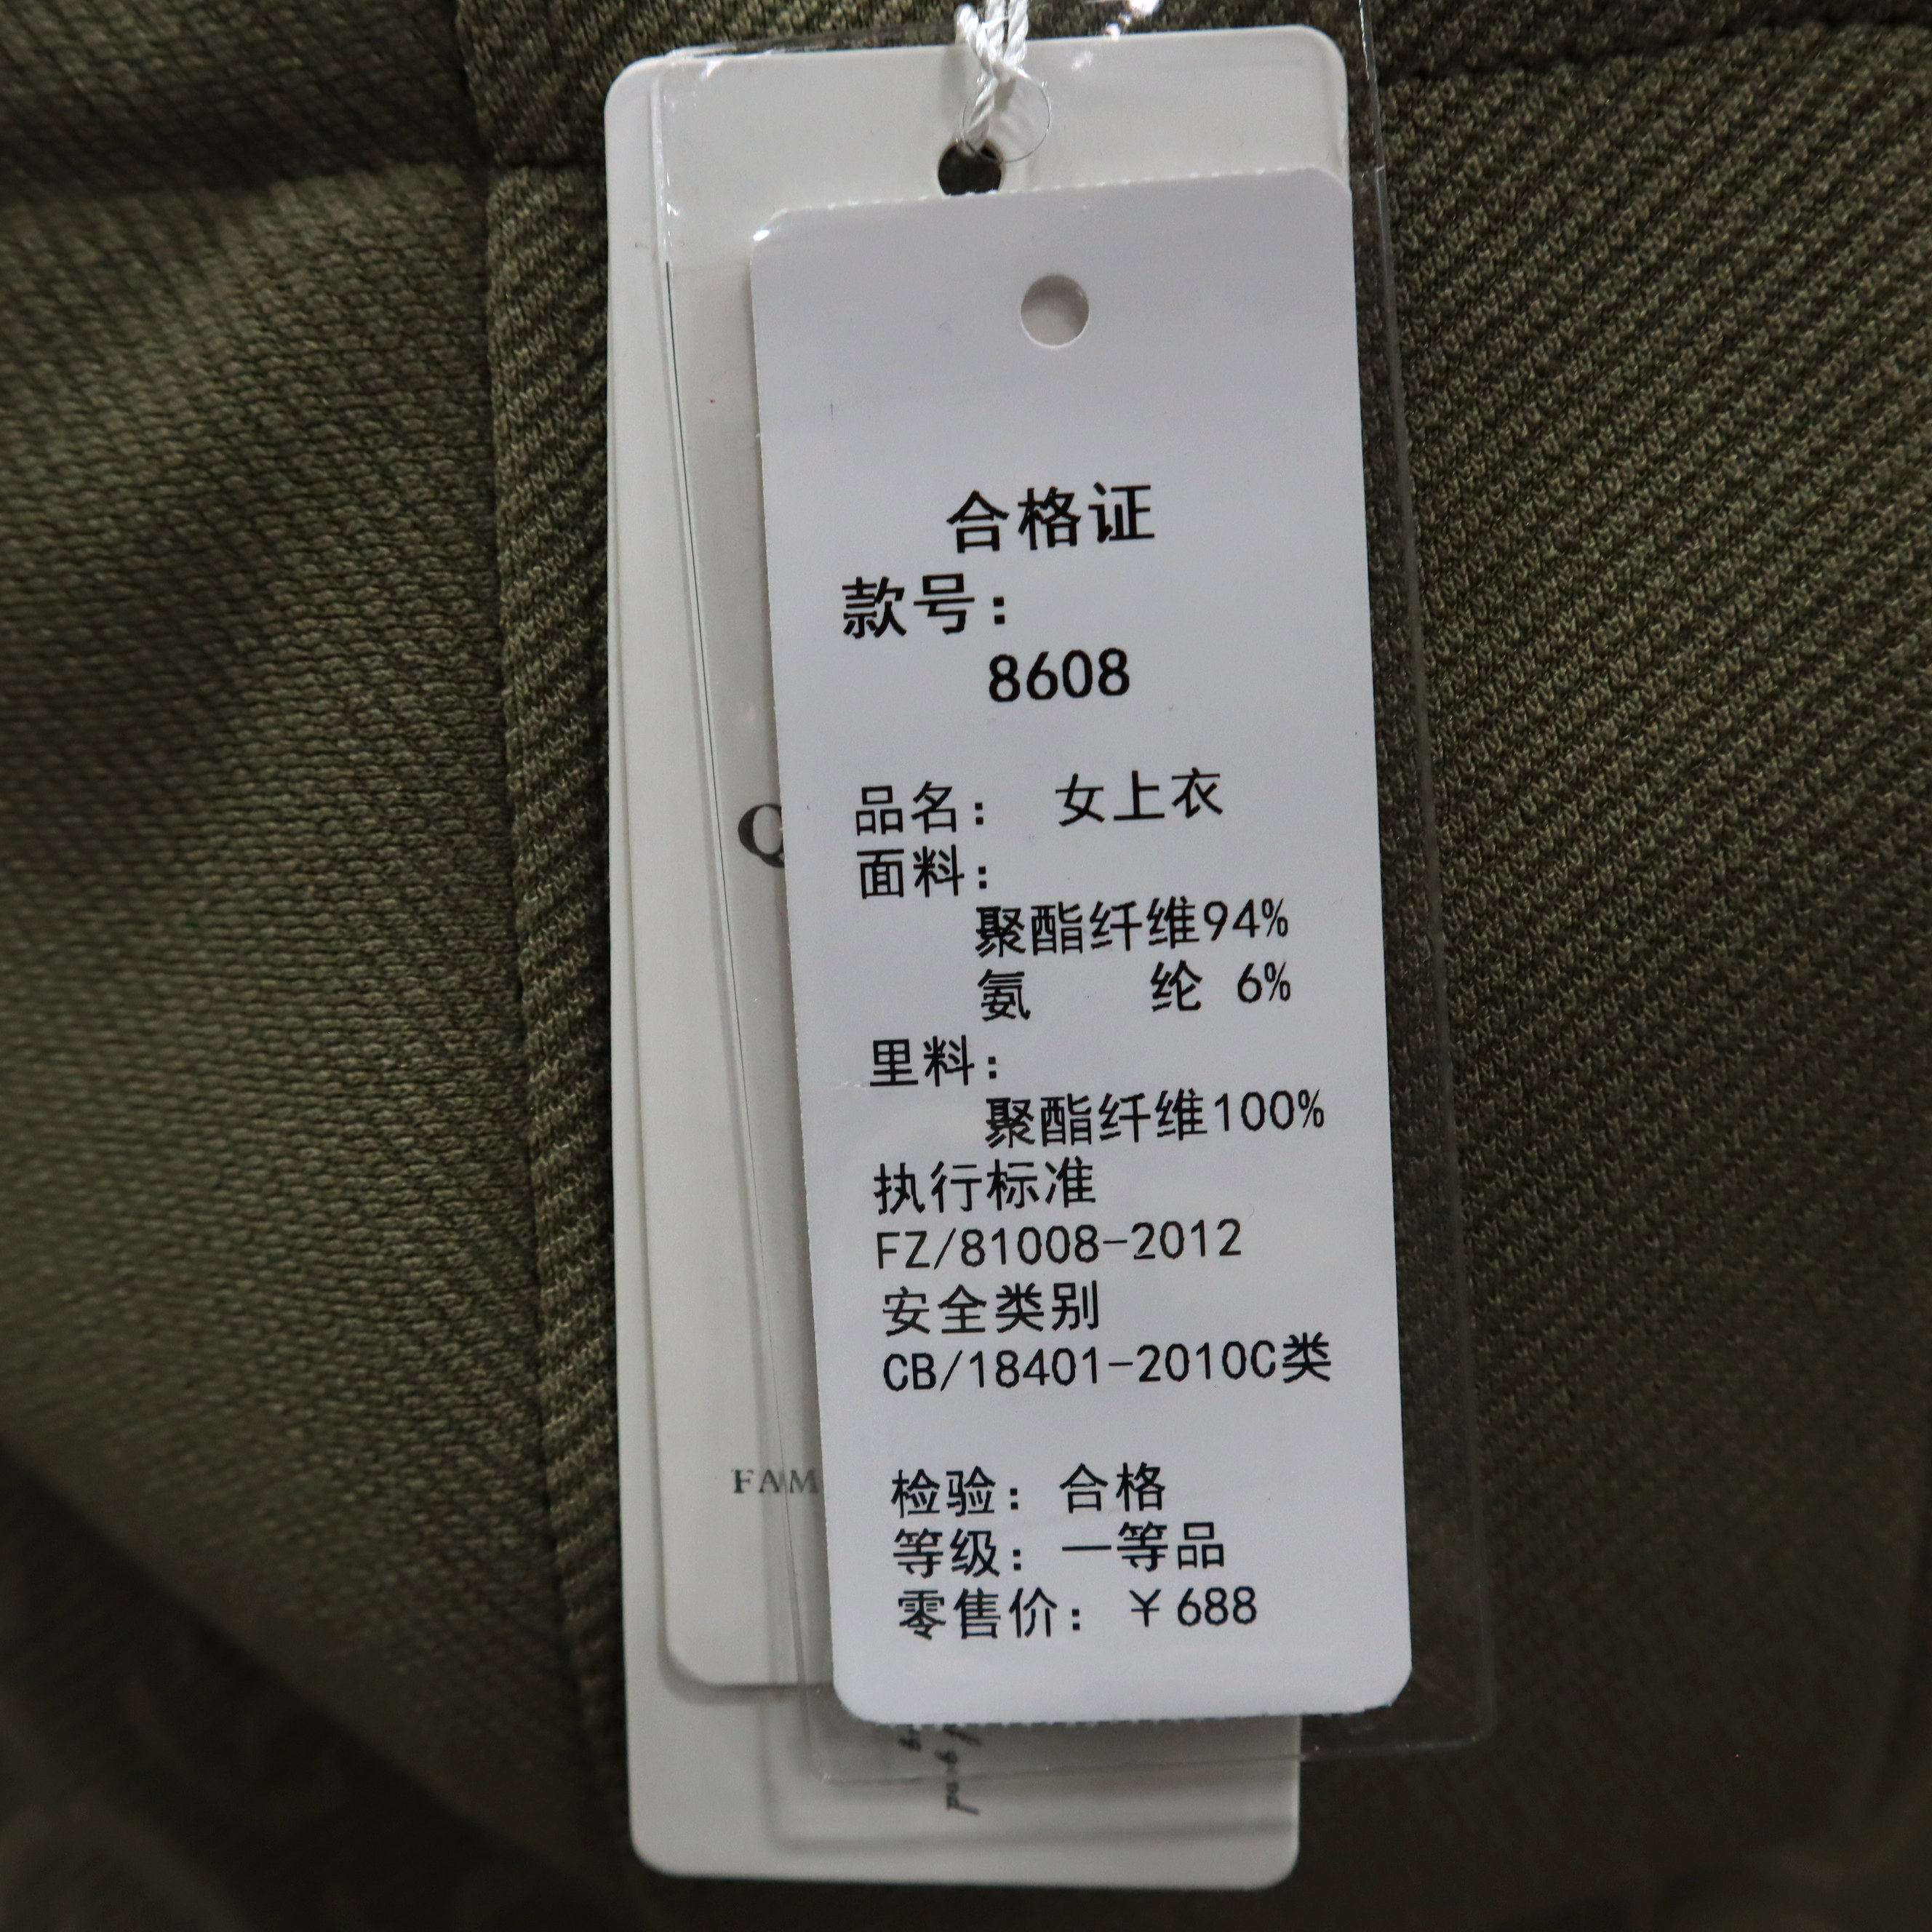 合格证
款号:
8608
品名: 女上衣
面料:
聚酯纤维94%
氨 纶 6%
里料:
聚酯纤维100%
执行标准
FZ/81008-2012
安全类别
CB/18401-2010C类
检验: 合格
等级: 一等品
零售价: ￥688
Q
FAM